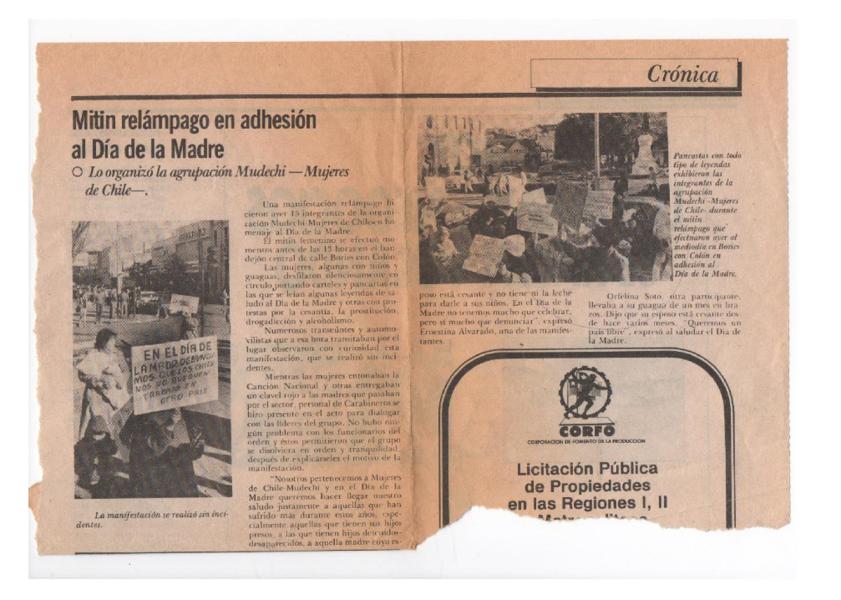 Crónica
Mitin relámpago en adhesión
al Día de la Madre
Lo organizó la agrupación Mudechi —Mujeres
de Chile—.
EN EL DÍA DE
LA MADRE DENUNCIA
MOS QUE LOS CHILE
NOS NO BUSQUEN
TRABAJO EN
OTRO PAÍS
La manifestación se realizó sin inci-
dentes.
Una manifestación relámpago hi-
cieron ayer 15 integrantes de la organi-
zación Mudechi-Mujeres de Chile en ho-
menaje al Día de la Madre.
El mitin femenino se efectuó mo-
mentos antes de las 13 horas en el ban-
dejón central de calle Bories con Colón.
Las mujeres, algunas con niños y
guaguas, desfilaron silenciosamente en
círculo, portando carteles y pancartas en
las que se leían algunas leyendas de sa-
ludo al Día de la Madre y otras con pro-
testas por la cesantía, la prostitución,
drogadicción y alcoholismo.
Numerosos transeúntes y automo-
vilistas que a esa hora transitaban por el
lugar observaron con curiosidad esta
manifestación, que se realizó sin inci-
dentes.
Mientras las mujeres entonaban la
Canción Nacional y otras entregaban
un clavel rojo a las madres que pasaban
por el sector, personal de Carabineros se
hizo presente en el acto para dialogar
con las líderes del grupo. No hubo nin-
gún problema con los funcionarios del
orden y éstos permitieron que el grupo
se disolviera en orden y tranquilidad,
después de explicárseles el motivo de la
manifestación.
"Nosotros pertenecemos a Mujeres
de Chile-Mudechi y en el Día de la
Madre queremos hacer llegar nuestro
saludo justamente a aquellas que han
sufrido más durante estos años, espe-
cialmente aquellas que tienen sus hijos
presos, a las que tienen hijos detenidos-
desaparecidos, a aquella madre cuyo es-
Pancartas con todo
tipo de leyendas
exhibieron las
integrantes de la
agrupación
Mudechi -Mujeres
de Chile- durante
el mitin
relámpago que
efectuaron ayer al
mediodía en Bories
con Colón en
adhesión al
Día de la Madre.
poso está cesante y no tiene ni la leche
para darle a sus niños. En el Día de la
Madre no tenemos mucho que celebrar,
pero sí mucho que denunciar", expresó
Ernestina Alvarado, una de las manifes-
tantes.
Orfelina Soto, otra participante,
llevaba a su guagua de un mes en bra-
zos. Dijo que su esposo está cesante des-
de hace varios meses. "Queremos un
país libre", expresó al saludar el Día de
la Madre.
CORFO
CORPORACION DE FOMENTO DE LA PRODUCCION
Licitación Pública
de Propiedades
en las Regiones I, II